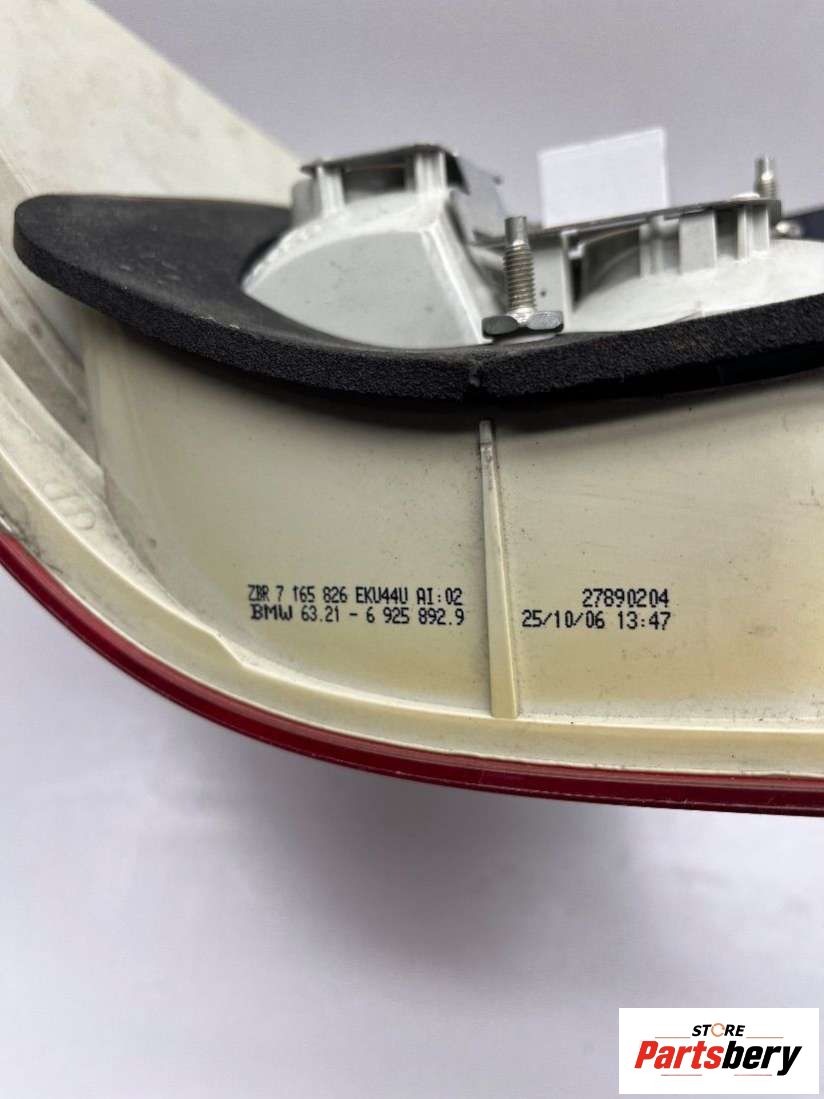 ZBR 7 165 826 EKU44U AI:02
BMW 63.21 - 6 925 892.9
27890204
25/10/06 13:47
STORE
Partsbery